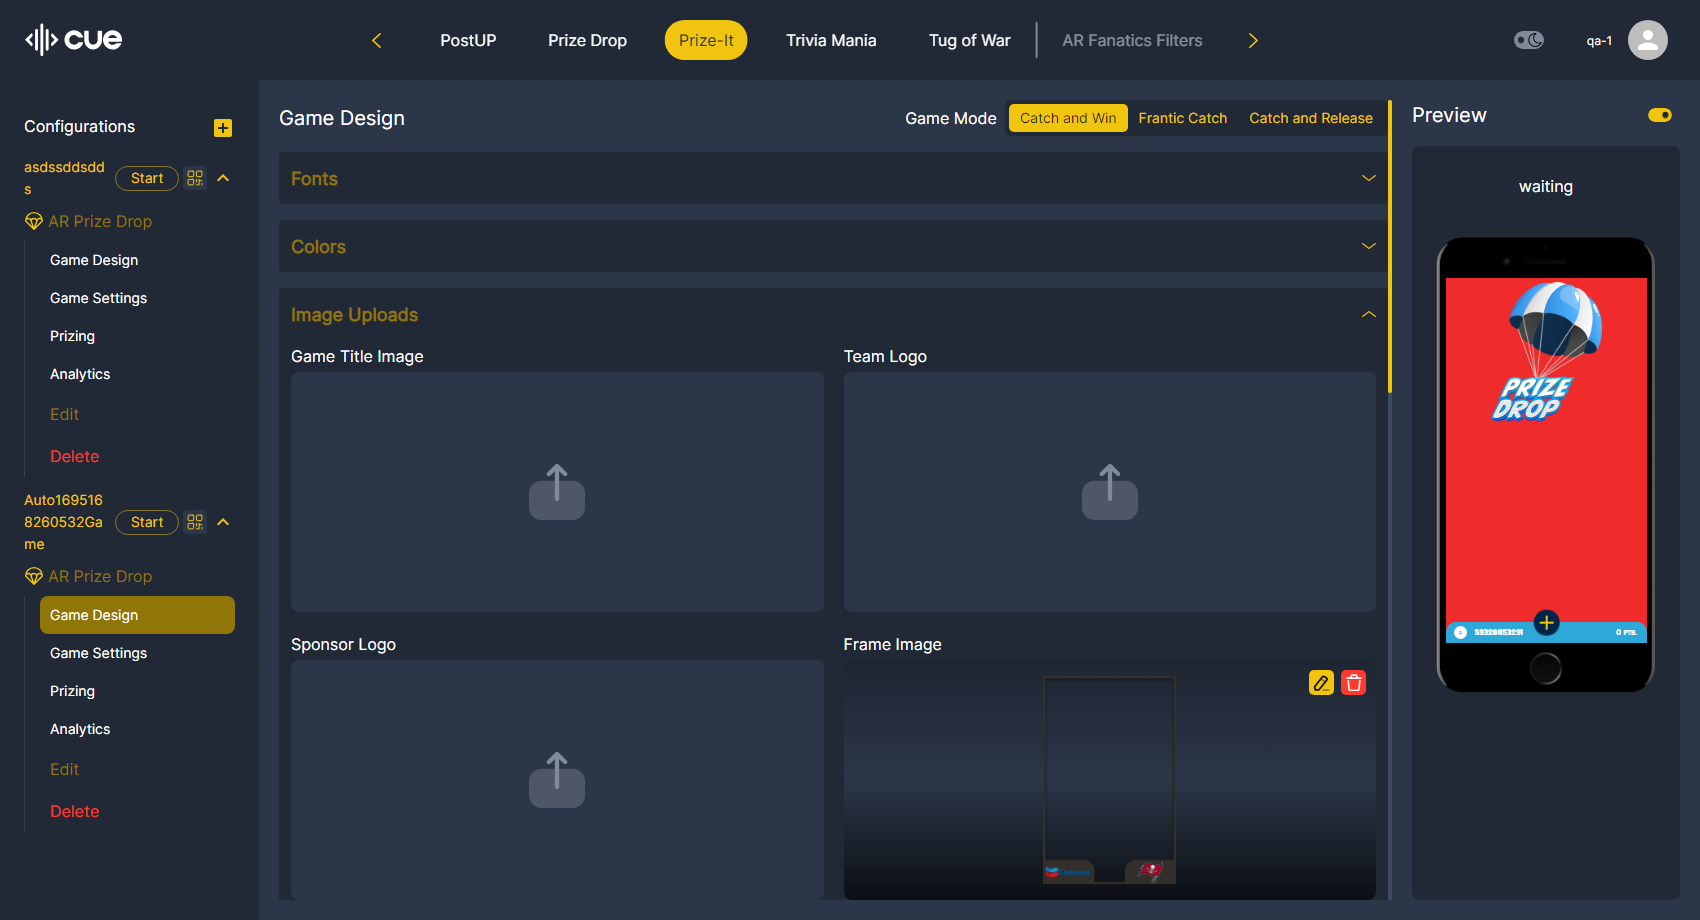 cue
PostUP
Prize Drop
Prize-It
Trivia Mania
Tug of War
AR Fanatics Filters
qa-1
Configurations
asdssddsdd
s
Start
AR Prize Drop
Game Design
Game Settings
Prizing
Analytics
Edit
Delete
Auto169516
8260532Ga
me
Start
AR Prize Drop
Game Design
Game Settings
Prizing
Analytics
Edit
Delete
Game Design
Game Mode
Catch and Win
Frantic Catch
Catch and Release
Fonts
Colors
Image Uploads
Game Title Image
Team Logo
Sponsor Logo
Frame Image
Preview
waiting
PRIZE
DROP
0 PTS.